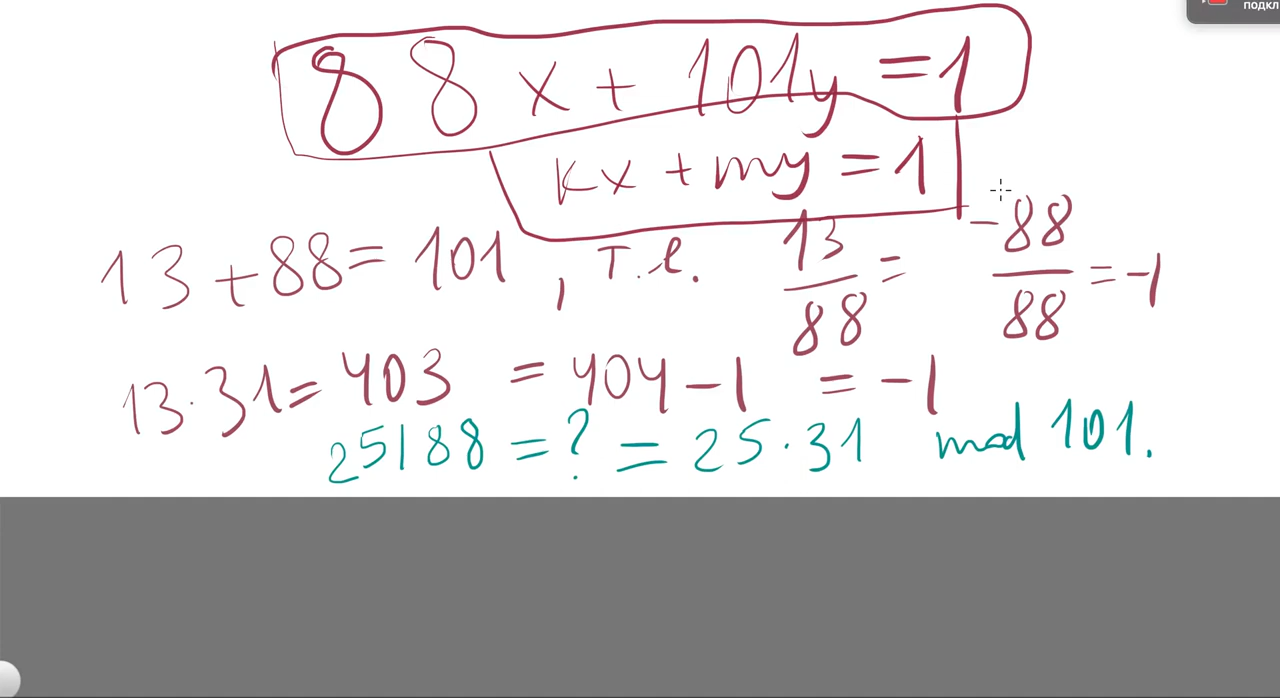 подкл
88x + 101y = 1
kx + my = 1
13 + 88 = 101, т.е. 13/88 = -88/88 = -1
13·31 = 403 = 404 - 1 = -1
25|88 = ? = 25·31 mod 101.